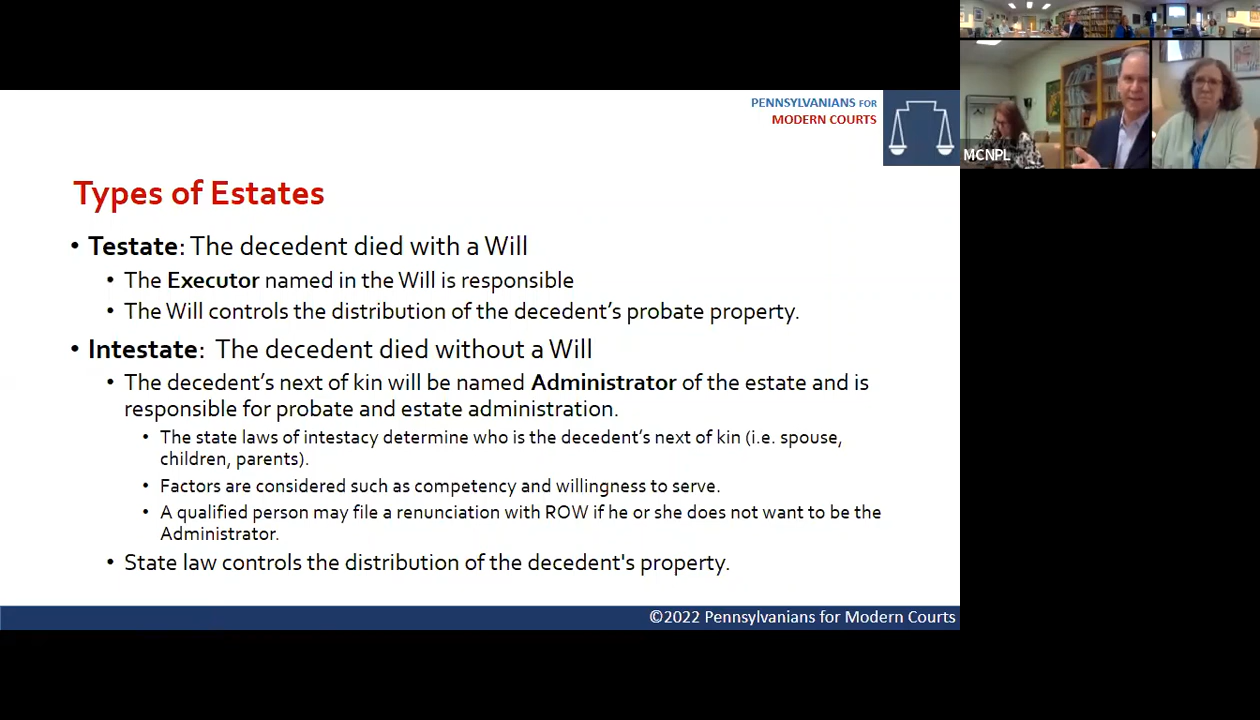 PENNSYLVANIANS FOR
MODERN COURTS
MCNPL
Types of Estates
• Testate: The decedent died with a Will
• The Executor named in the Will is responsible
• The Will controls the distribution of the decedent’s probate property.
• Intestate:  The decedent died without a Will
• The decedent’s next of kin will be named Administrator of the estate and is
responsible for probate and estate administration.
• The state laws of intestacy determine who is the decedent’s next of kin (i.e. spouse,
children, parents).
• Factors are considered such as competency and willingness to serve.
• A qualified person may file a renunciation with ROW if he or she does not want to be the
Administrator.
• State law controls the distribution of the decedent's property.
©2022 Pennsylvanians for Modern Courts